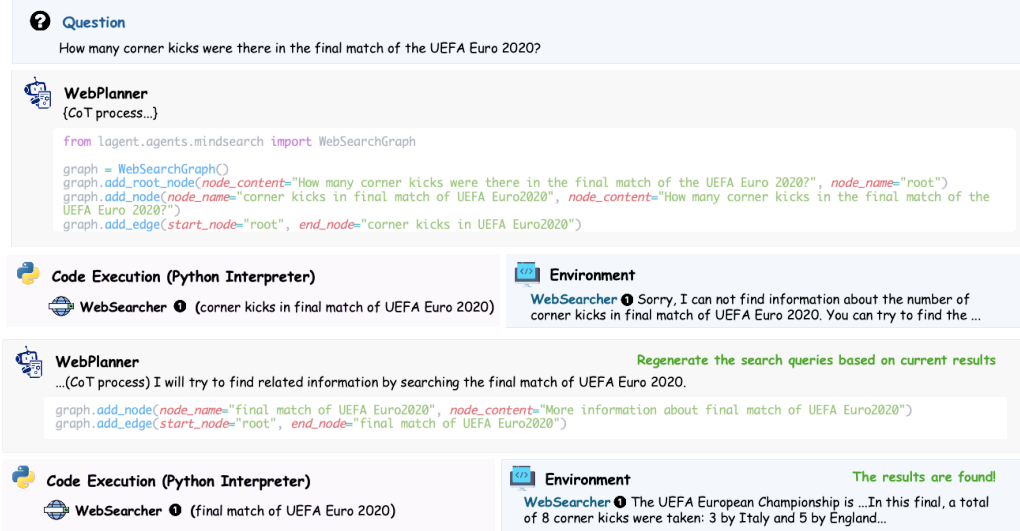 Question
How many corner kicks were there in the final match of the UEFA Euro 2020?
WebPlanner
{CoT process...}
from lagent.agents.mindsearch import WebSearchGraph
graph = WebSearchGraph()
graph.add_root_node(node_content="How many corner kicks were there in the final match of the UEFA Euro 2020?", node_name="root")
graph.add_node(node_name="corner kicks in final match of UEFA Euro2020", node_content="How many corner kicks in the final match of the
UEFA Euro 2020?")
graph.add_edge(start_node="root", end_node="corner kicks in UEFA Euro2020")
Code Execution (Python Interpreter)
WebSearcher 1 (corner kicks in final match of UEFA Euro 2020)
Environment
WebSearcher 1 Sorry, I can not find information about the number of
corner kicks in final match of UEFA Euro 2020. You can try to find the ...
WebPlanner
Regenerate the search queries based on current results
...(CoT process) I will try to find related information by searching the final match of UEFA Euro 2020.
graph.add_node(node_name="final match of UEFA Euro2020", node_content="More information about final match of UEFA Euro2020")
graph.add_edge(start_node="root", end_node="final match of UEFA Euro2020")
Code Execution (Python Interpreter)
WebSearcher 1 (final match of UEFA Euro 2020)
Environment
The results are found!
WebSearcher 1 The UEFA European Championship is ...In this final, a total
of 8 corner kicks were taken: 3 by Italy and 5 by England...